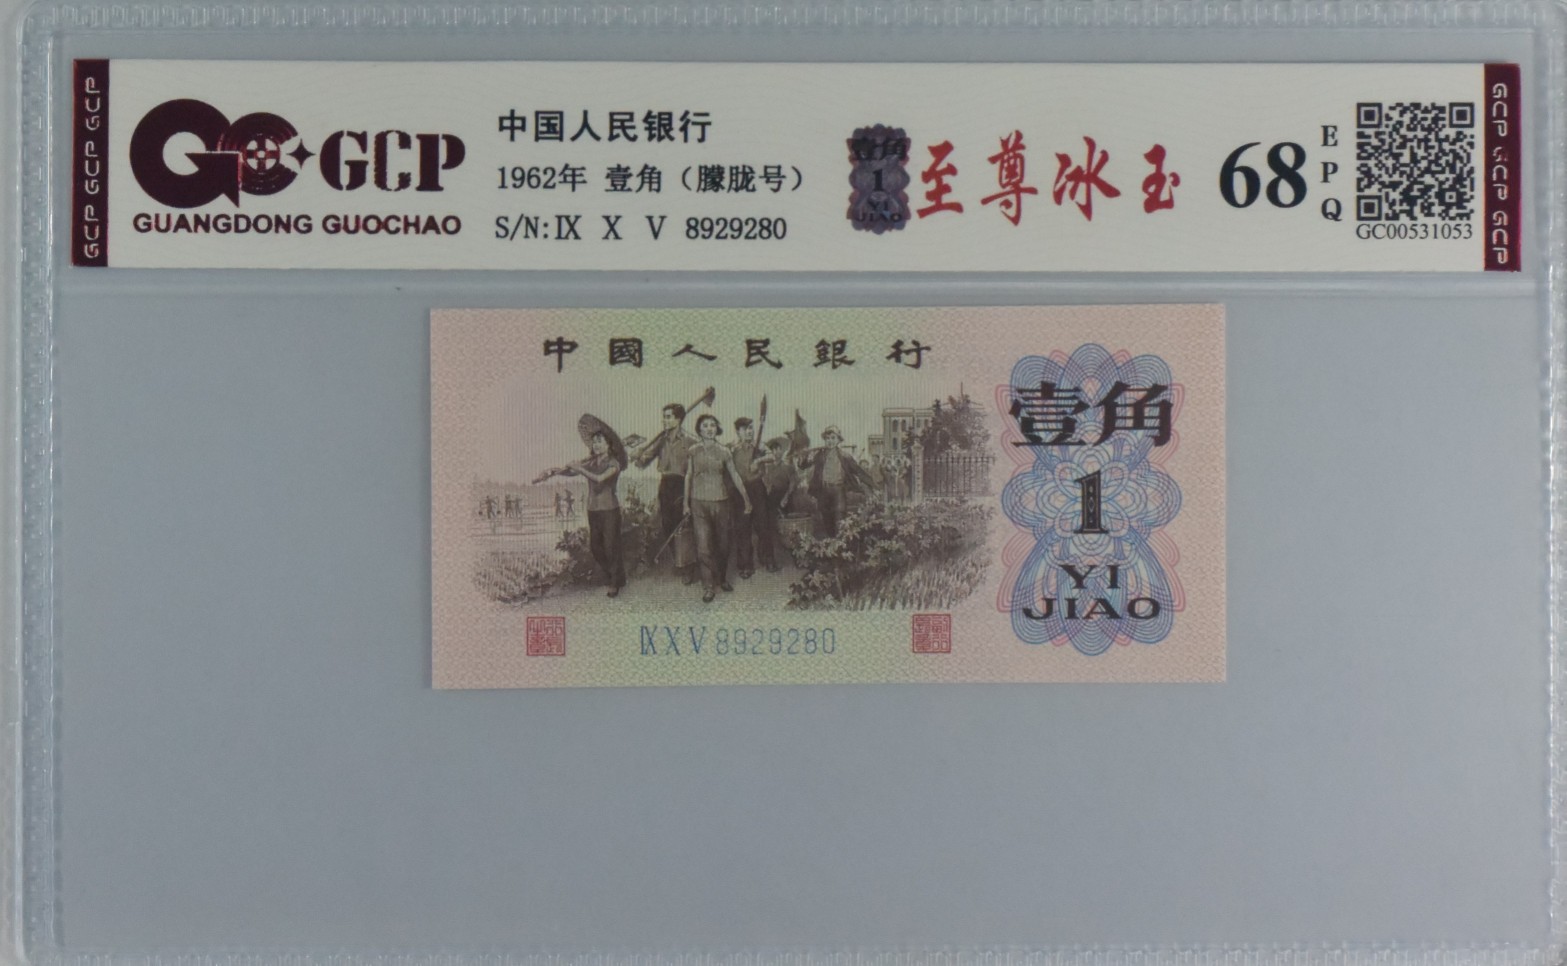 GCP GCP GCP
GCP
GUANGDONG GUOCHAO
中国人民银行
1962年 壹角（朦胧号）
S/N:Ⅸ X V 8929280
壹角
1
YI
JIAO
至尊冰玉
68
EPQ
GC00531053
GCP GCP GCP
中國人民銀行
壹角
1
YI
JIAO
ⅨXV8929280